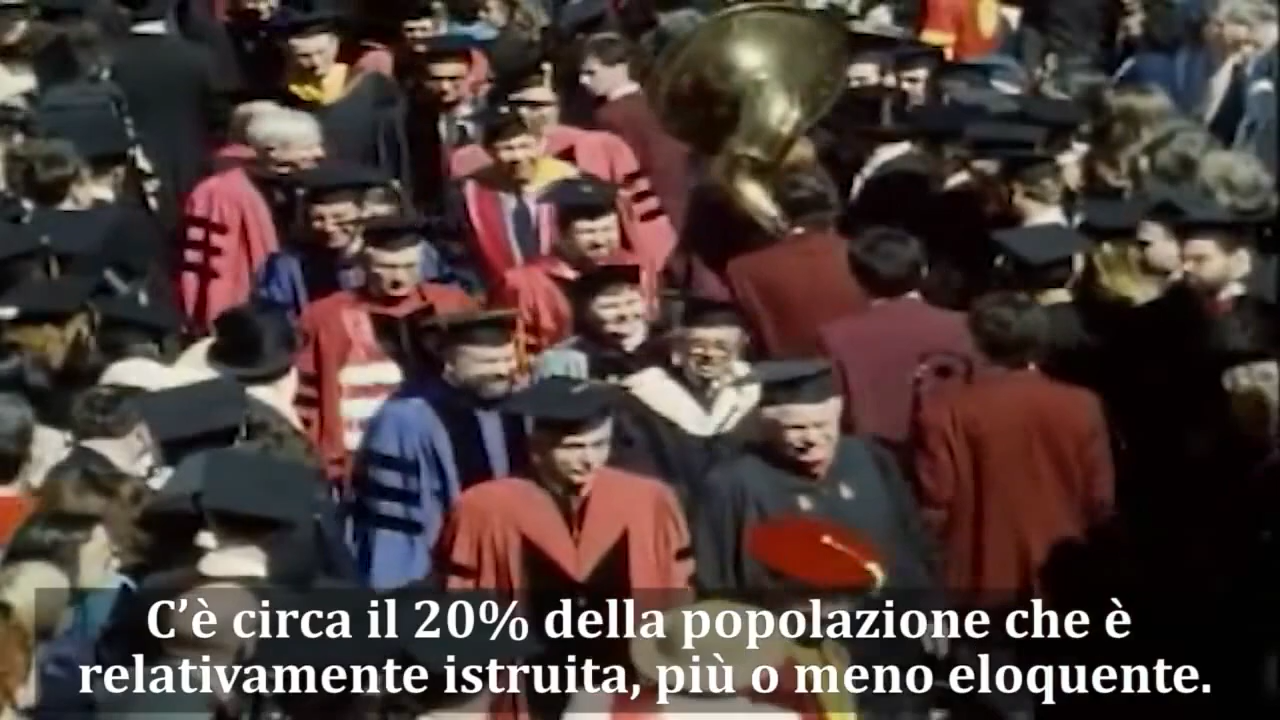 C’è circa il 20% della popolazione che è
relativamente istruita, più o meno eloquente.